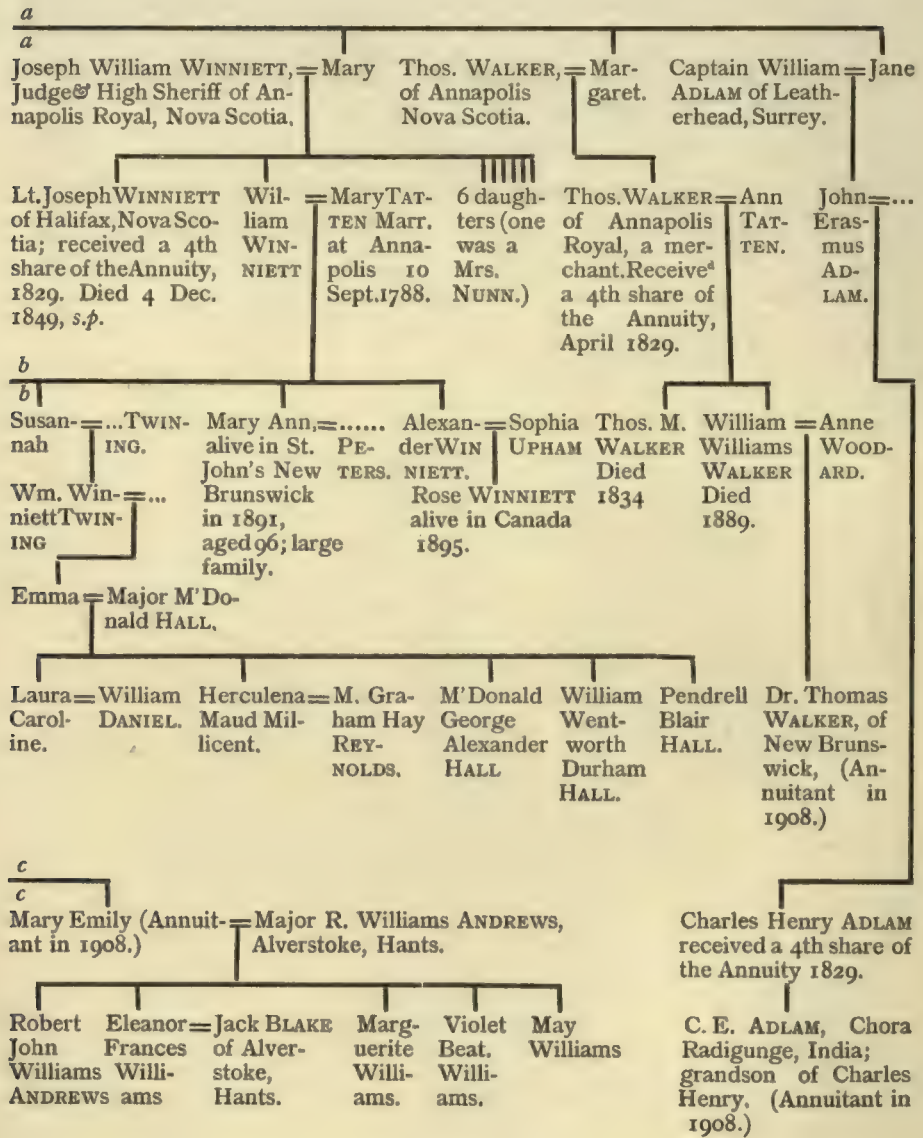 a
a
Joseph William WINNIETT, = Mary
Judge & High Sheriff of An-
napolis Royal, Nova Scotia.
Thos. WALKER, = Mar-
of Annapolis garet.
Nova Scotia.
Captain William = Jane
ADLAM of Leath-
erhead, Surrey.
Lt. Joseph WINNIETT
of Halifax, Nova Sco-
tia; received a 4th
share of the Annuity,
1829. Died 4 Dec.
1849, s.p.
Wil-
liam
WIN-
NIETT
= Mary TAT-
TEN Marr.
at Anna-
polis 10
Sept. 1788.
6 daugh-
ters (one
was a
Mrs.
NUNN.)
Thos. WALKER
of Annapolis
Royal, a mer-
chant. Receiveᵈ
a 4th share of
the Annuity,
April 1829.
= Ann
TAT-
TEN.
John = ...
Eras-
mus
AD-
LAM.
b
b
Susan- = ... TWIN-
nah ING.
Mary Ann, = ......
alive in St. PE-
John's New TERS.
Brunswick
in 1891,
aged 96; large
family.
Alexan- = Sophia
der WIN UPHAM
NIETT.
Rose WINNIETT
alive in Canada
1895.
Thos. M.
WALKER
Died
1834
William = Anne
Williams WOOD-
WALKER ARD.
Died
1889.
Wm. Win- = ...
niett TWIN-
ING
Emma = Major M'Do-
nald HALL.
Laura = William
Carol- DANIEL.
ine.
Herculena = M. Gra-
Maud Mil- ham Hay
licent. REY-
NOLDS.
M'Donald
George
Alexander
HALL
William
Went-
worth
Durham
HALL.
Pendrell
Blair
HALL.
Dr. Thomas
WALKER, of
New Bruns-
wick, (An-
nuitant in
1908.)
c
c
Mary Emily (Annuit- = Major R. Williams ANDREWS,
ant in 1908.) Alverstoke, Hants.
Charles Henry ADLAM
received a 4th share of
the Annuity 1829.
Robert
John
Williams
ANDREWS
Eleanor = Jack BLAKE
Frances of Alver-
Willi- stoke,
ams Hants.
Marg-
uerite
Willi-
ams.
Violet
Beat.
Willi-
ams.
May
Williams
C. E. ADLAM, Chora
Radigunge, India;
grandson of Charles
Henry. (Annuitant in
1908.)